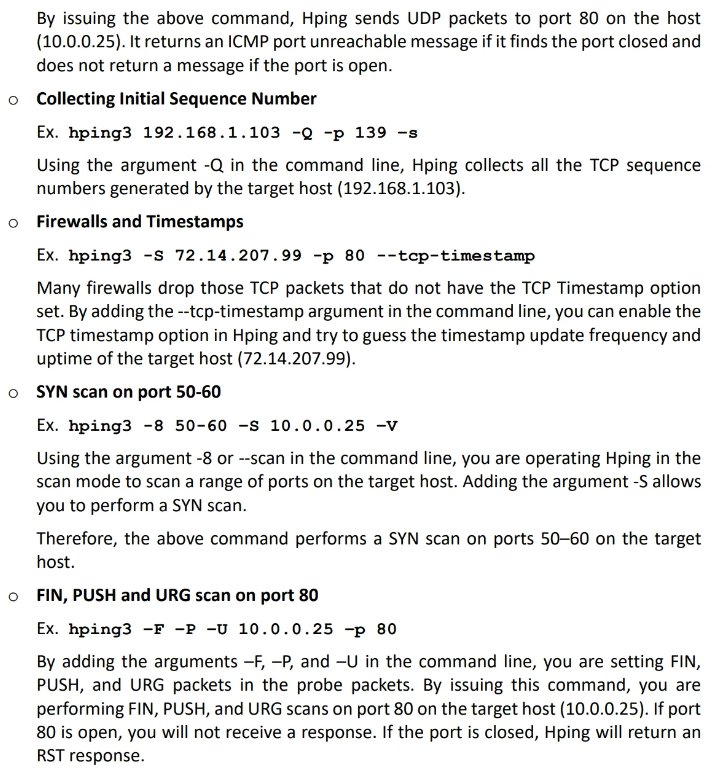 By issuing the above command, Hping sends UDP packets to port 80 on the host
(10.0.0.25). It returns an ICMP port unreachable message if it finds the port closed and
does not return a message if the port is open.
o Collecting Initial Sequence Number
Ex. hping3 192.168.1.103 -Q -p 139 -s
Using the argument -Q in the command line, Hping collects all the TCP sequence
numbers generated by the target host (192.168.1.103).
o Firewalls and Timestamps
Ex. hping3 -S 72.14.207.99 -p 80 --tcp-timestamp
Many firewalls drop those TCP packets that do not have the TCP Timestamp option
set. By adding the --tcp-timestamp argument in the command line, you can enable the
TCP timestamp option in Hping and try to guess the timestamp update frequency and
uptime of the target host (72.14.207.99).
o SYN scan on port 50-60
Ex. hping3 -8 50-60 –S 10.0.0.25 –V
Using the argument -8 or --scan in the command line, you are operating Hping in the
scan mode to scan a range of ports on the target host. Adding the argument -S allows
you to perform a SYN scan.
Therefore, the above command performs a SYN scan on ports 50–60 on the target
host.
o FIN, PUSH and URG scan on port 80
Ex. hping3 –F –P –U 10.0.0.25 –p 80
By adding the arguments –F, –P, and –U in the command line, you are setting FIN,
PUSH, and URG packets in the probe packets. By issuing this command, you are
performing FIN, PUSH, and URG scans on port 80 on the target host (10.0.0.25). If port
80 is open, you will not receive a response. If the port is closed, Hping will return an
RST response.